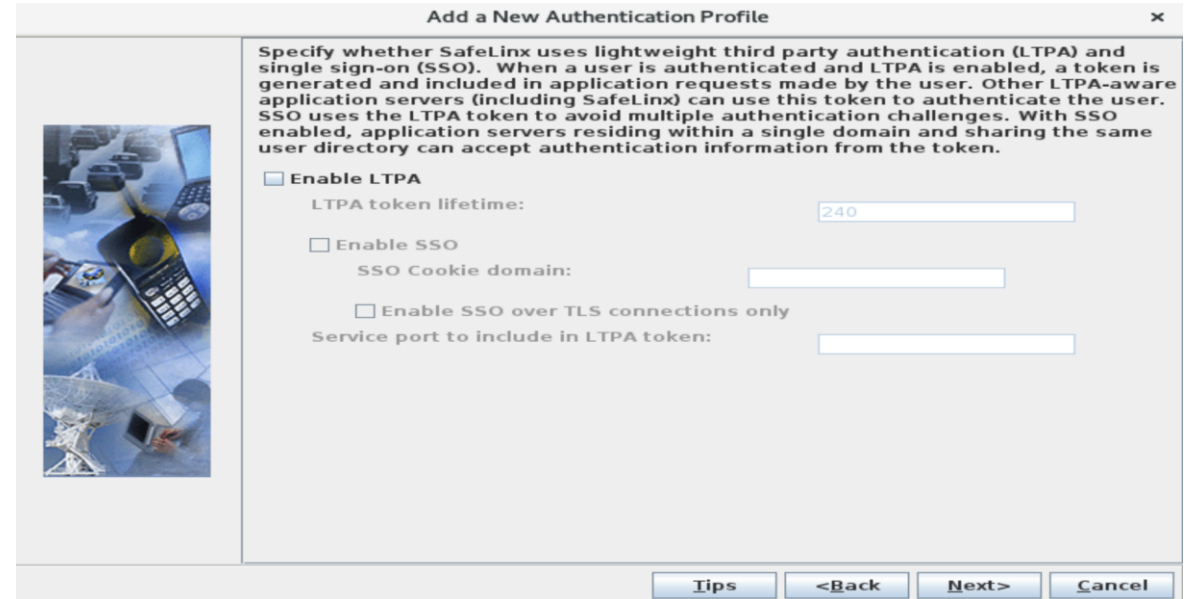 Add a New Authentication Profile
Specify whether SafeLinx uses lightweight third party authentication (LTPA) and
single sign-on (SSO).  When a user is authenticated and LTPA is enabled, a token is
generated and included in application requests made by the user. Other LTPA-aware
application servers (including SafeLinx) can use this token to authenticate the user.
SSO uses the LTPA token to avoid multiple authentication challenges. With SSO
enabled, application servers residing within a single domain and sharing the same
user directory can accept authentication information from the token.
Enable LTPA
LTPA token lifetime: 240
Enable SSO
SSO Cookie domain:
Enable SSO over TLS connections only
Service port to include in LTPA token:
Tips <Back Next> Cancel